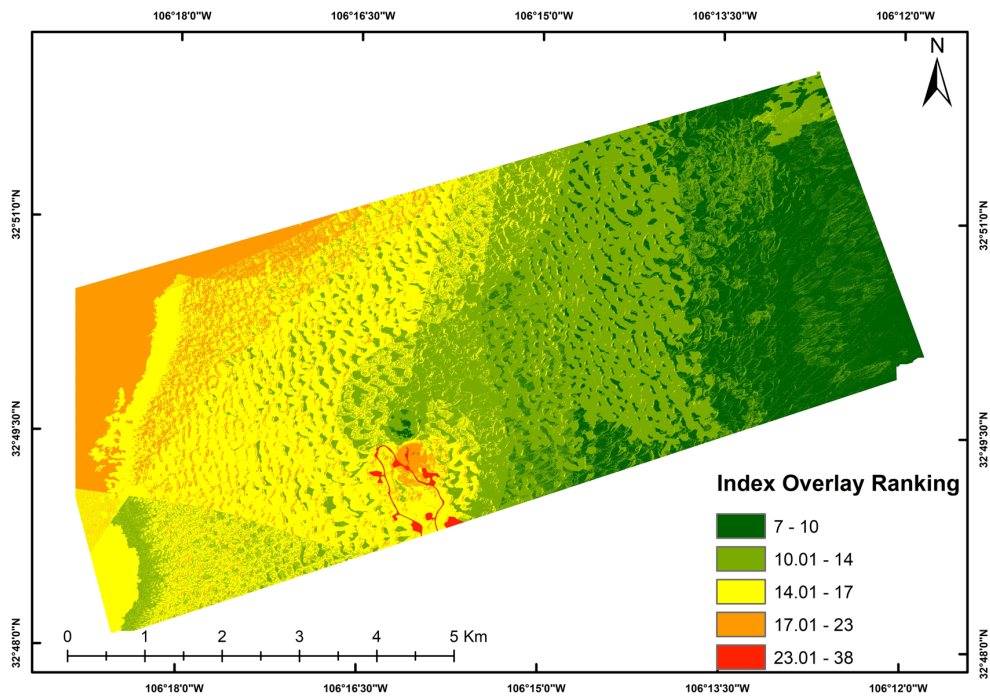 106°18'0"W 106°16'30"W 106°15'0"W 106°13'30"W 106°12'0"W
N
32°51'0"N
32°51'0"N
32°49'30"N
32°49'30"N
Index Overlay Ranking
7 - 10
10.01 - 14
14.01 - 17
17.01 - 23
23.01 - 38
0 1 2 3 4 5 Km
32°48'0"N
32°48'0"N
106°18'0"W 106°16'30"W 106°15'0"W 106°13'30"W 106°12'0"W